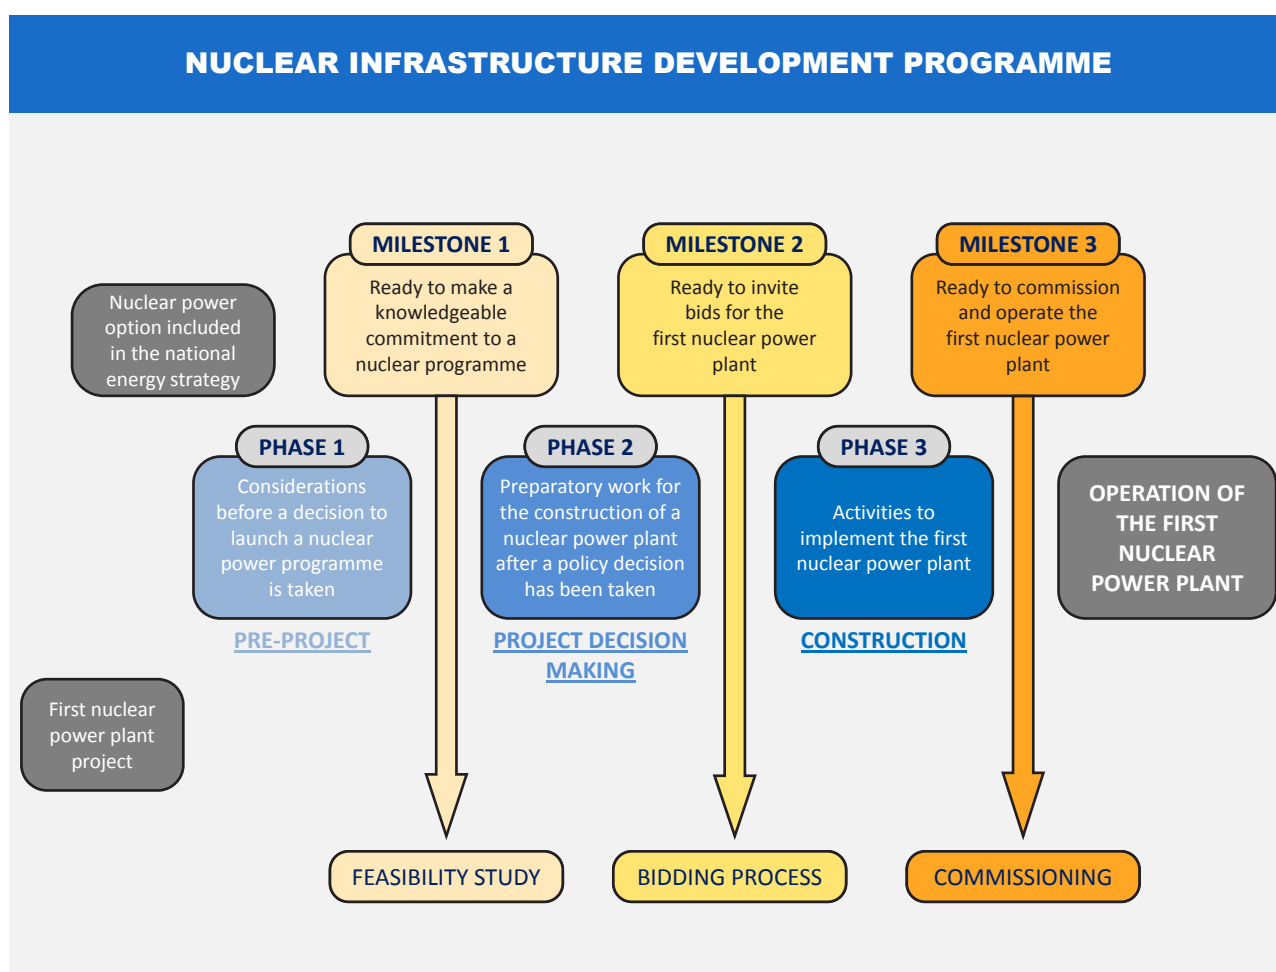 NUCLEAR INFRASTRUCTURE DEVELOPMENT PROGRAMME
MILESTONE 1
Ready to make a
knowledgeable
commitment to a
nuclear programme
MILESTONE 2
Ready to invite
bids for the
first nuclear power
plant
MILESTONE 3
Ready to commission
and operate the
first nuclear power
plant
Nuclear power
option included
in the national
energy strategy
PHASE 1
Considerations
before a decision to
launch a nuclear
power programme
is taken
PRE-PROJECT
PHASE 2
Preparatory work for
the construction of a
nuclear power plant
after a policy decision
has been taken
PROJECT DECISION
MAKING
PHASE 3
Activities to
implement the first
nuclear power plant
CONSTRUCTION
OPERATION OF
THE FIRST
NUCLEAR
POWER PLANT
First nuclear
power plant
project
FEASIBILITY STUDY
BIDDING PROCESS
COMMISSIONING